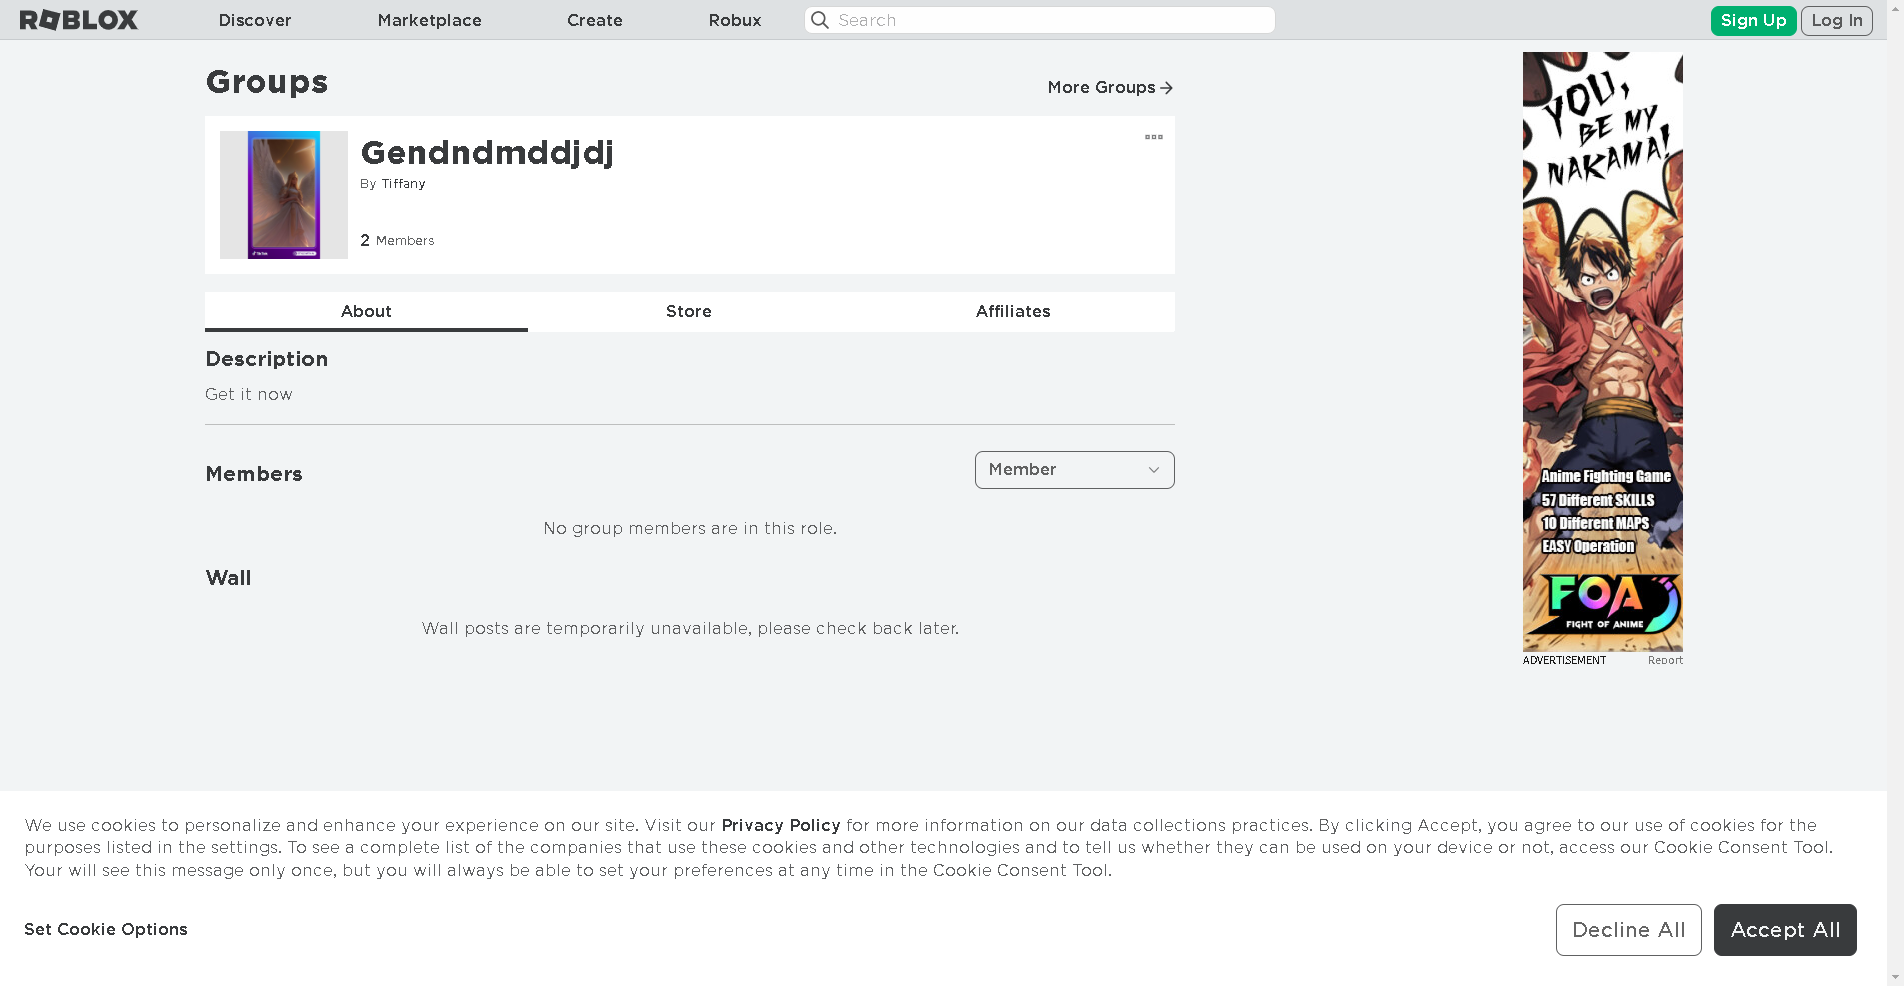 ROBLOX
Discover
Marketplace
Create
Robux
Search
Sign Up
Log In
Groups
More Groups
Gendndmddjdj
By Tiffany
2 Members
About
Store
Affiliates
Description
Get it now
Members
Member
No group members are in this role.
Wall
Wall posts are temporarily unavailable, please check back later.
YOU,
BE MY
NAKAMA!
Anime Fighting Game
57 Different SKILLS
10 Different MAPS
EASY Operation
FOA
FIGHT OF ANIME
ADVERTISEMENT
Report
We use cookies to personalize and enhance your experience on our site. Visit our Privacy Policy for more information on our data collections practices. By clicking Accept, you agree to our use of cookies for the
purposes listed in the settings. To see a complete list of the companies that use these cookies and other technologies and to tell us whether they can be used on your device or not, access our Cookie Consent Tool.
Your will see this message only once, but you will always be able to set your preferences at any time in the Cookie Consent Tool.
Set Cookie Options
Decline All
Accept All